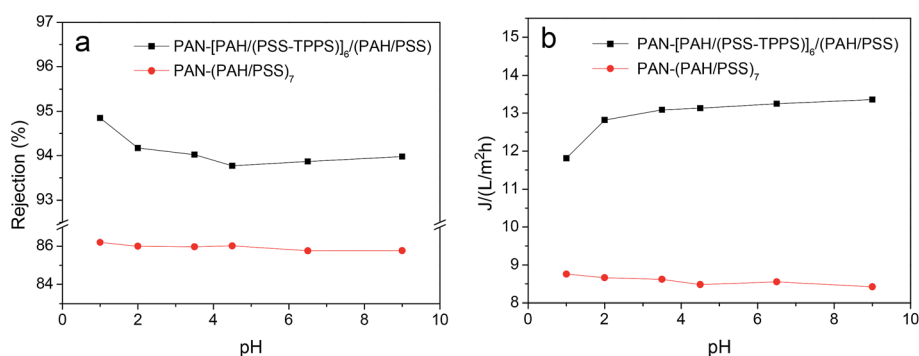 a
PAN-[PAH/(PSS-TPPS)]6/(PAH/PSS)
PAN-(PAH/PSS)7
Rejection (%)
97
96
95
94
93
86
84
0 2 4 6 8 10
pH
b
PAN-[PAH/(PSS-TPPS)]6/(PAH/PSS)
PAN-(PAH/PSS)7
J/(L/m²h)
15
14
13
12
11
10
9
8
0 2 4 6 8 10
pH